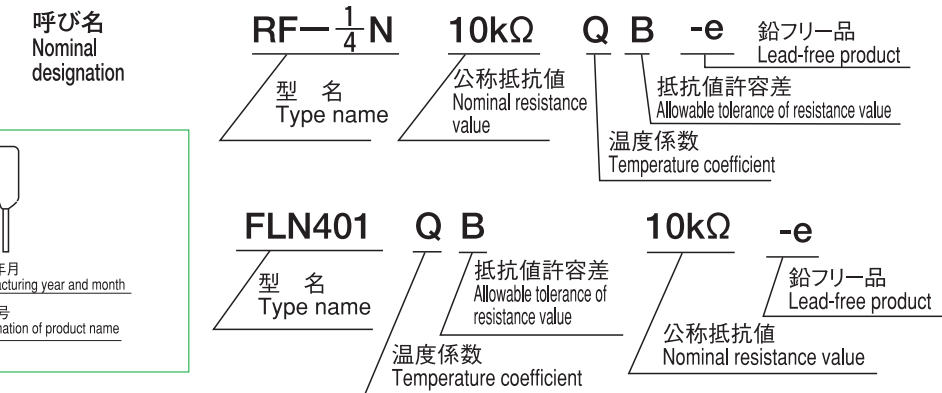 呼び名
Nominal
designation
RF－1/4N 10kΩ Q B -e
鉛フリー品
Lead-free product
型 名
Type name
公称抵抗値
Nominal resistance
value
抵抗値許容差
Allowable tolerance of resistance value
温度係数
Temperature coefficient
年月
acturing year and month
号
nation of product name
FLN401 Q B 10kΩ -e
型 名
Type name
抵抗値許容差
Allowable tolerance of
resistance value
鉛フリー品
Lead-free product
公称抵抗値
Nominal resistance value
温度係数
Temperature coefficient